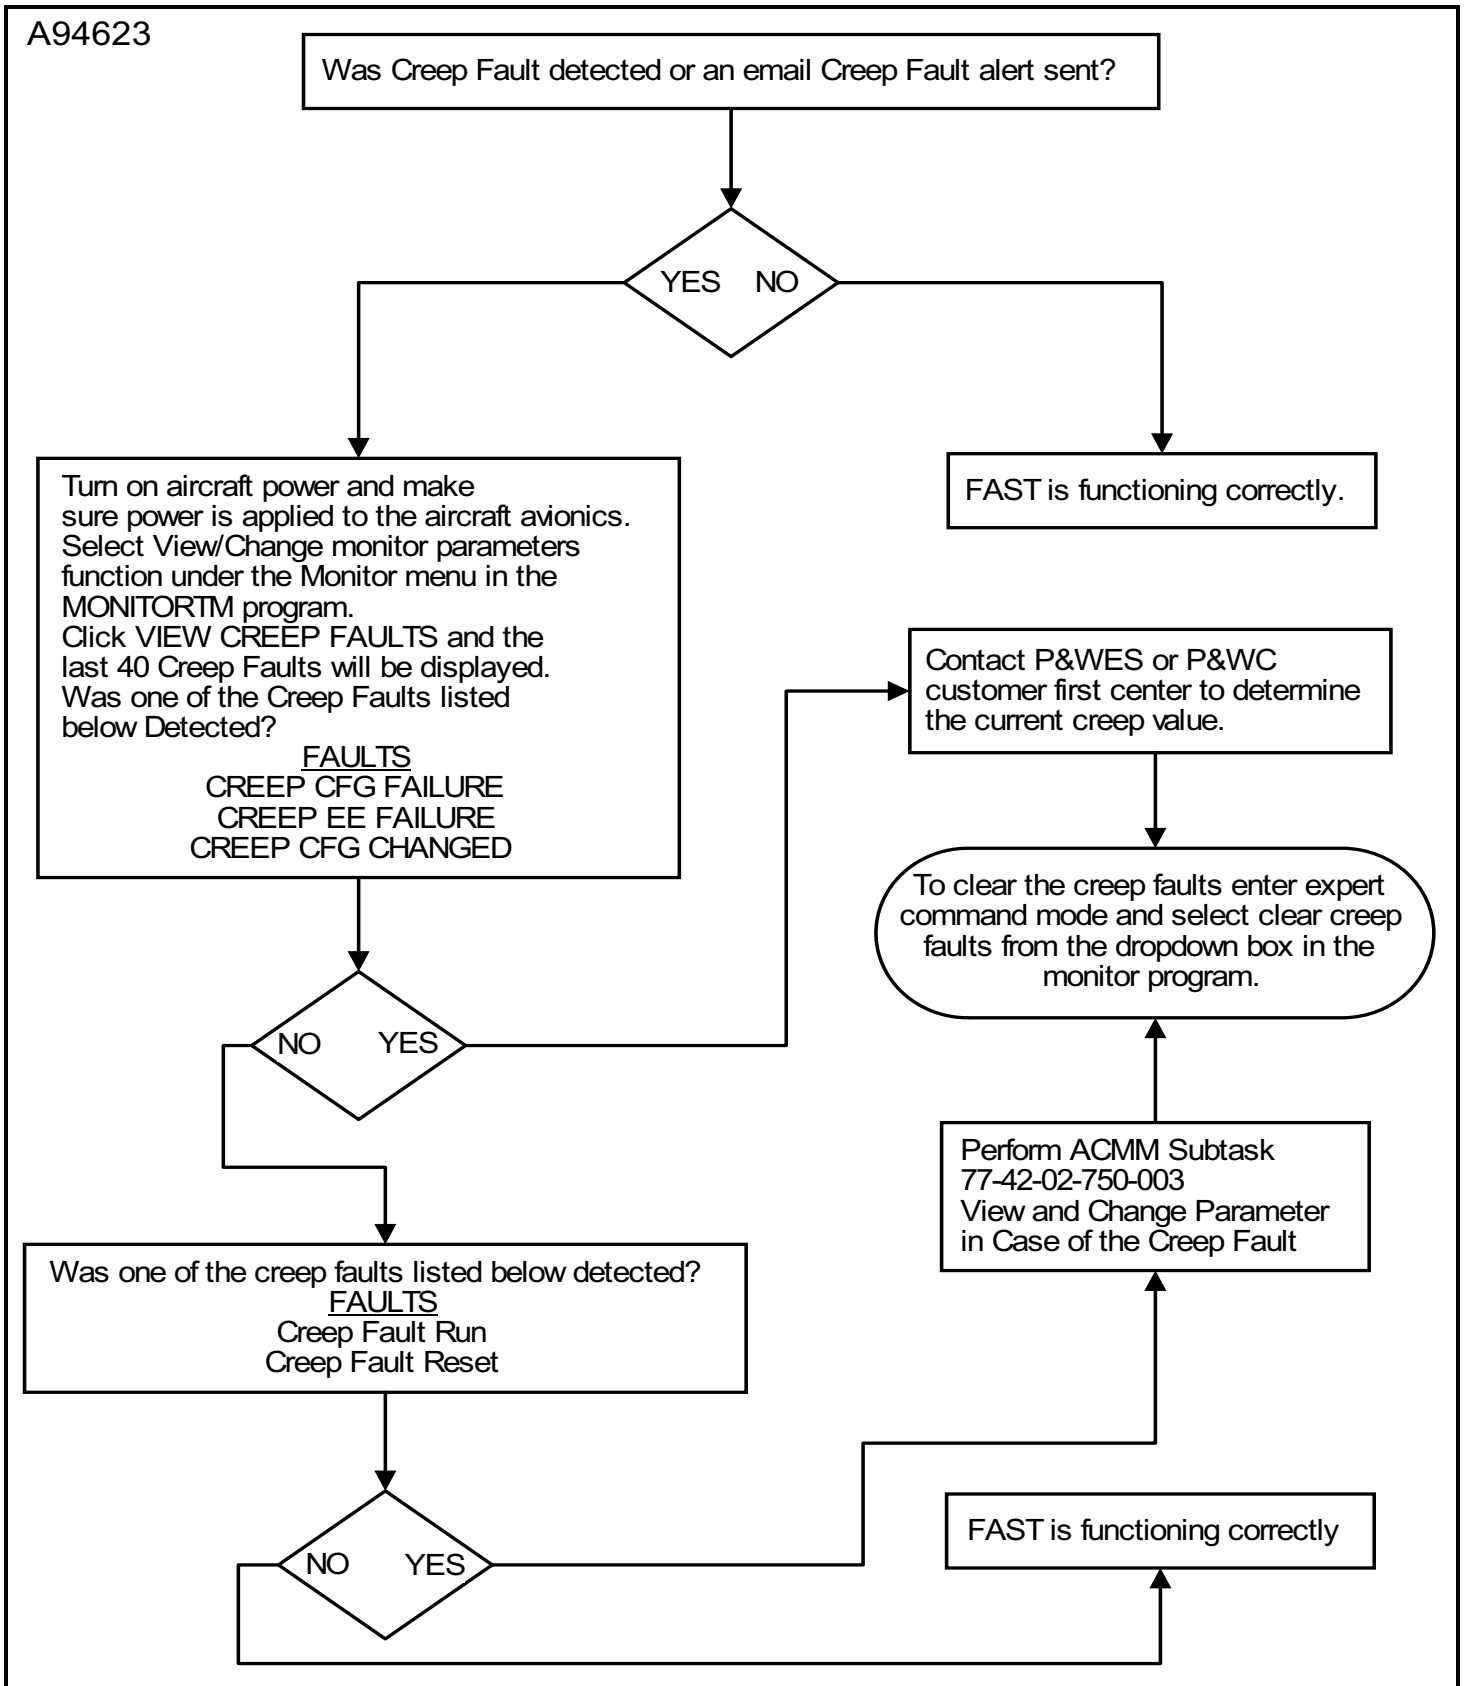 A94623
Was Creep Fault detected or an email Creep Fault alert sent?
YES NO
Turn on aircraft power and make
sure power is applied to the aircraft avionics.
Select View/Change monitor parameters
function under the Monitor menu in the
MONITORTM program.
Click VIEW CREEP FAULTS and the
last 40 Creep Faults will be displayed.
Was one of the Creep Faults listed
below Detected?
FAULTS
CREEP CFG FAILURE
CREEP EE FAILURE
CREEP CFG CHANGED
FAST is functioning correctly.
Contact P&WES or P&WC
customer first center to determine
the current creep value.
To clear the creep faults enter expert
command mode and select clear creep
faults from the dropdown box in the
monitor program.
NO YES
Perform ACMM Subtask
77-42-02-750-003
View and Change Parameter
in Case of the Creep Fault
Was one of the creep faults listed below detected?
FAULTS
Creep Fault Run
Creep Fault Reset
NO YES
FAST is functioning correctly